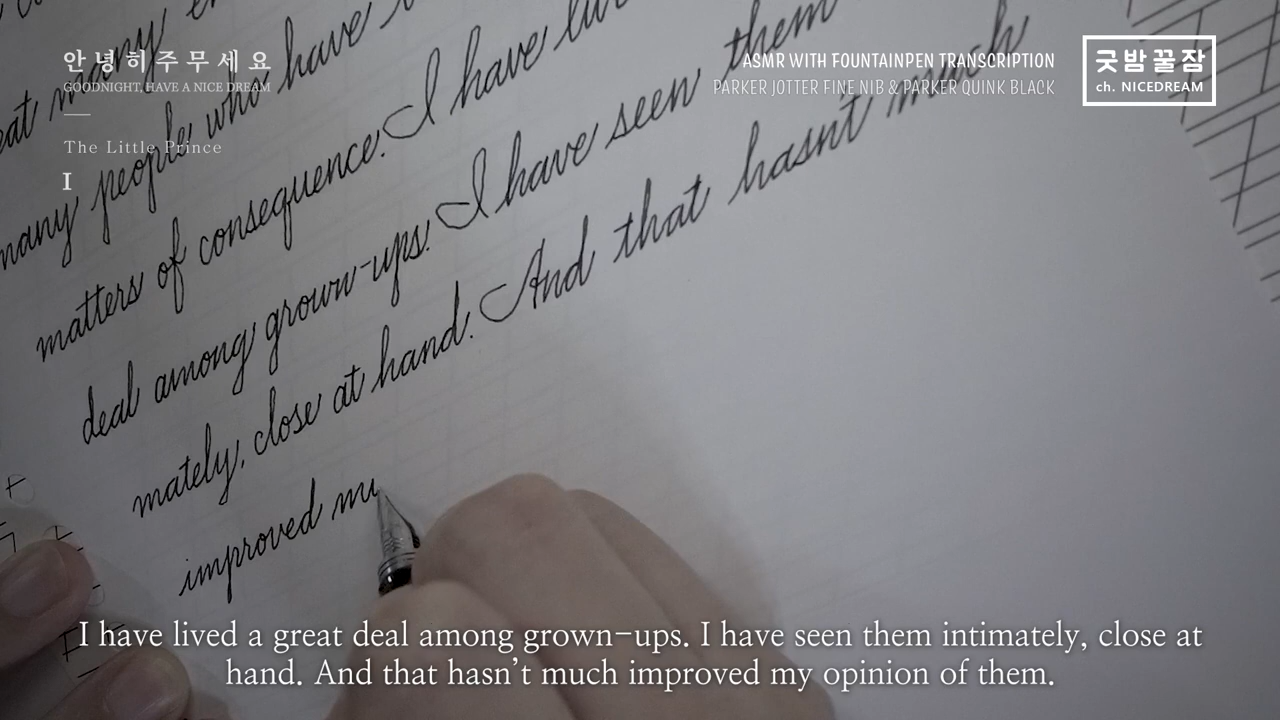 안녕히주무세요
GOODNIGHT, HAVE A NICE DREAM
The Little Prince
I
ASMR WITH FOUNTAINPEN TRANSCRIPTION
PARKER JOTTER FINE NIB & PARKER QUINK BLACK
굿밤꿀잠
ch. NICEDREAM
many
many people who have
matters of consequence. I have
deal among grown-ups. I have seen them
mately, close at hand. And that hasn't much
improved
I have lived a great deal among grown-ups. I have seen them intimately, close at
hand. And that hasn't much improved my opinion of them.